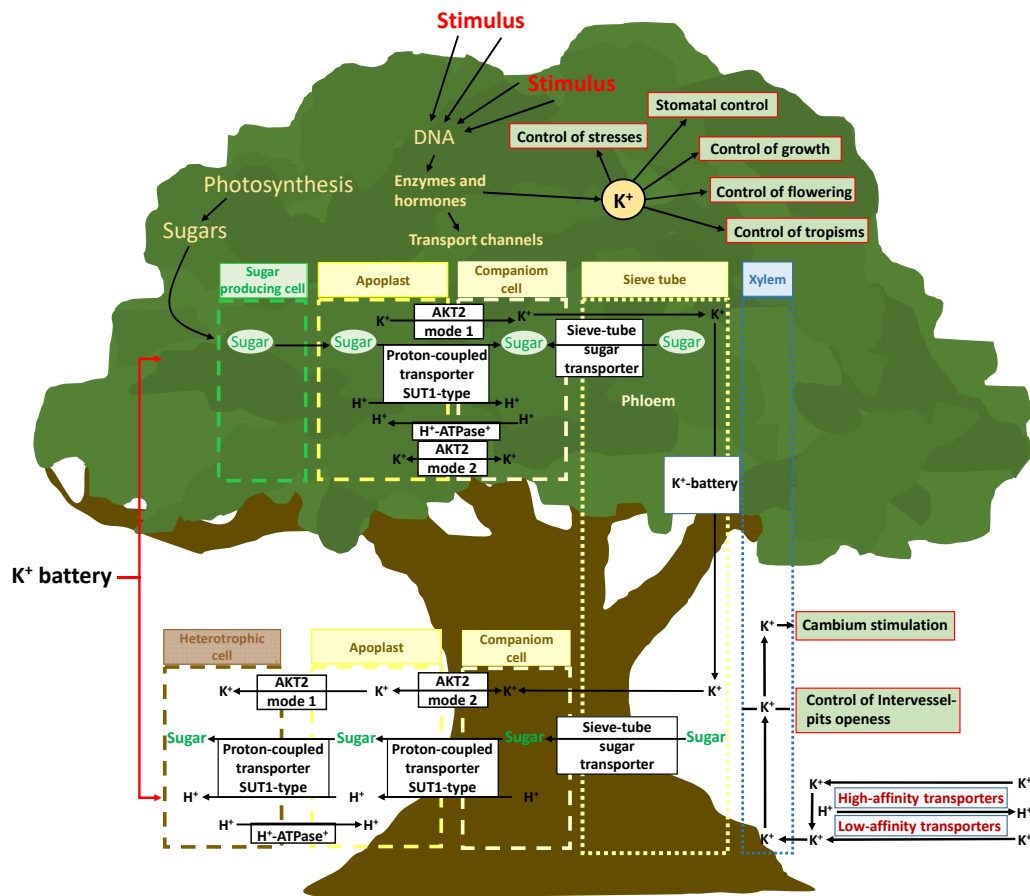 Stimulus
Stimulus
Stomatal control
DNA
Control of stresses
Control of growth
Photosynthesis
Enzymes and
hormones
K⁺
Control of flowering
Sugars
Transport channels
Control of tropisms
Sugar
producing cell
Apoplast
Companiom
cell
Sieve tube
Xylem
K⁺
AKT2
mode 1
K⁺
K⁺
Sugar
Sugar
Proton-coupled
transporter
SUT1-type
Sugar
Sieve-tube
sugar
transporter
Sugar
H⁺
H⁺
Phloem
H⁺
H⁺
H⁺-ATPase⁺
K⁺
AKT2
mode 2
K⁺
K⁺-battery
K⁺ battery
Heterotrophic
cell
Apoplast
Companiom
cell
K⁺
Cambium stimulation
K⁺
AKT2
mode 1
K⁺
AKT2
mode 2
K⁺
K⁺
K⁺
Control of Intervessel-
pits openess
Sugar
Sugar
Sugar
Sieve-tube
sugar
transporter
Sugar
Proton-coupled
transporter
SUT1-type
Proton-coupled
transporter
SUT1-type
H⁺
H⁺
H⁺
H⁺
H⁺-ATPase⁺
H⁺
K⁺
K⁺
High-affinity transporters
H⁺
H⁺
Low-affinity transporters
K⁺
K⁺
K⁺